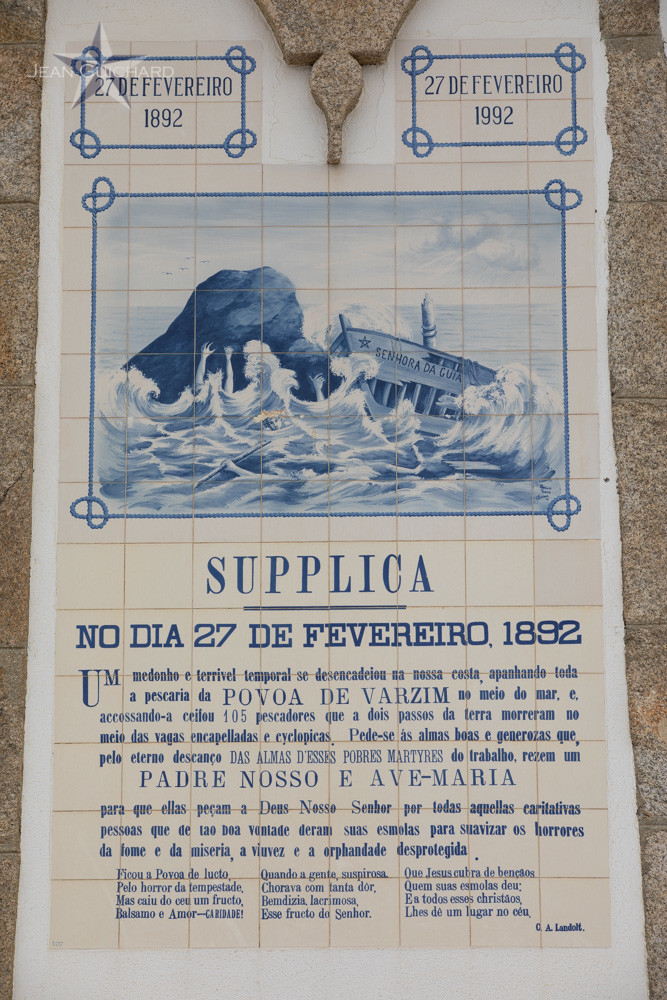 JEAN GUICHARD
27 DE FEVEREIRO
1892
27 DE FEVEREIRO
1992
SENHORA DA GUIA
SUPPLICA
NO DIA 27 DE FEVEREIRO, 1892
UM medonho e terrivel temporal se desencadeiou na nossa costa, apanhando toda
a pescaria da POVOA DE VARZIM no meio do mar, e,
accossando-a ceifou 105 pescadores que a dois passos da terra morreram no
meio das vagas encapelladas e cyclopicas. Pede-se ás almas boas e generozas que,
pelo eterno descanço DAS ALMAS D'ESSES POBRES MARTYRES do trabalho, rezem um
PADRE NOSSO E AVE-MARIA
para que ellas peçam a Deus Nosso Senhor por todas aquellas caritativas
pessoas que de tao boa vontade deram suas esmolas para suavizar os horrores
da fome e da miseria, a viuvez e a orphandade desprotegida.
Ficou a Povoa de lucto,
Pelo horror da tempestade,
Mas caiu do ceu um fructo,
Balsamo e Amor—CARIDADE!
Quando a gente, suspirosa
Chorava com tanta dôr,
Bemdizia, lacrimosa,
Esse fructo do Senhor.
Que Jesus cubra de bençãos
Quem suas esmolas deu;
E a todos esses christãos,
Lhes dê um lugar no céu.
C. A. Landolt.